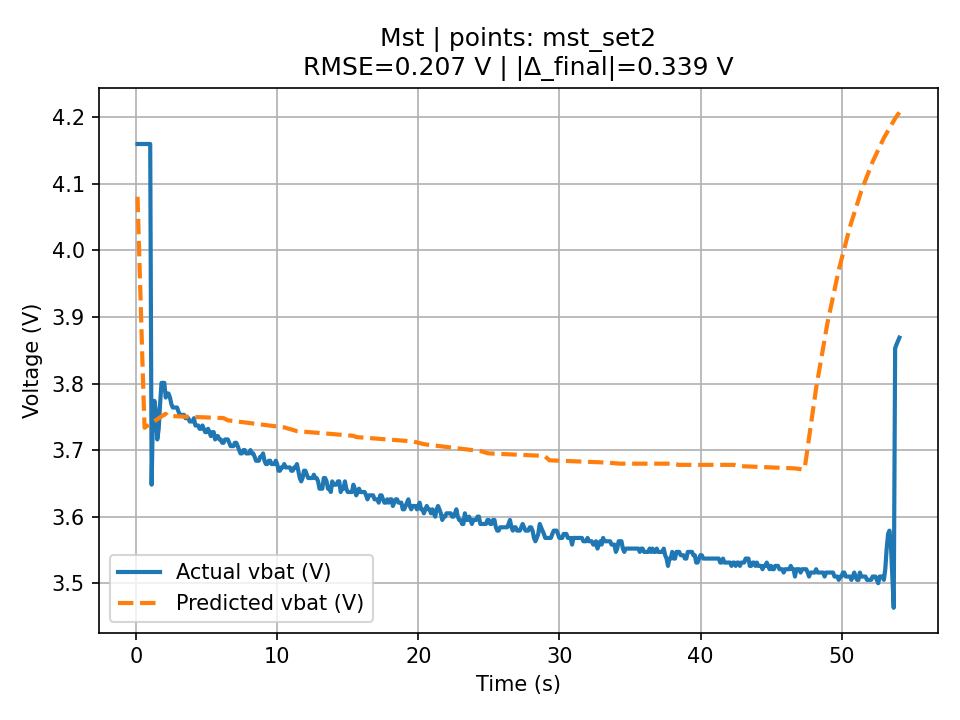 Mst | points: mst_set2
RMSE=0.207 V | |Δ_final|=0.339 V
4.2
4.1
4.0
3.9
3.8
3.7
3.6
3.5
Voltage (V)
Actual vbat (V)
Predicted vbat (V)
0 10 20 30 40 50
Time (s)